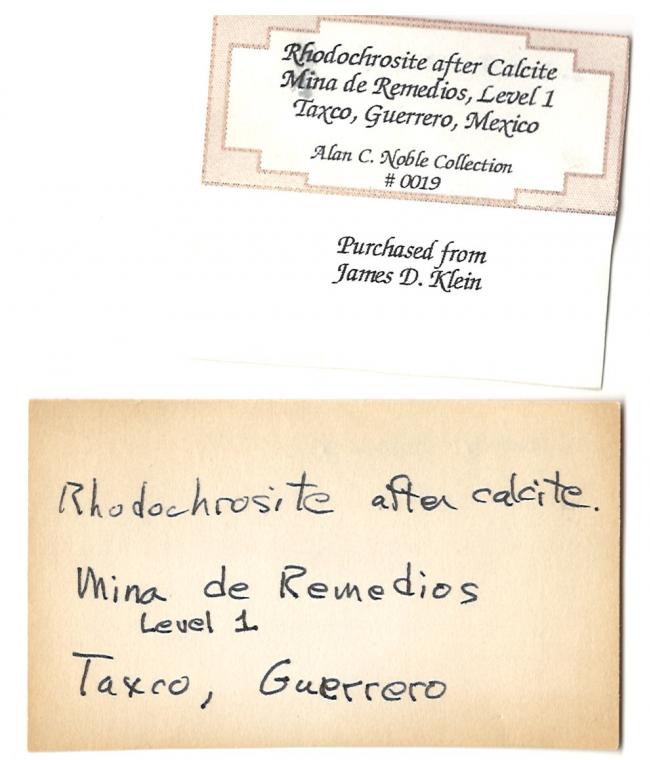 Rhodochrosite after Calcite
Mina de Remedios, Level 1
Taxco, Guerrero, Mexico
Alan C. Noble Collection
# 0019
Purchased from
James D. Klein
Rhodochrosite after calcite.
Mina de Remedios
Level 1
Taxco, Guerrero